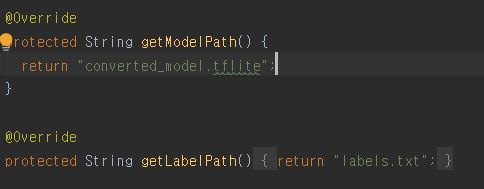 @Override
protected String getModelPath() {
  return "converted_model.tflite";
}

@Override
protected String getLabelPath() { return "labels.txt"; }